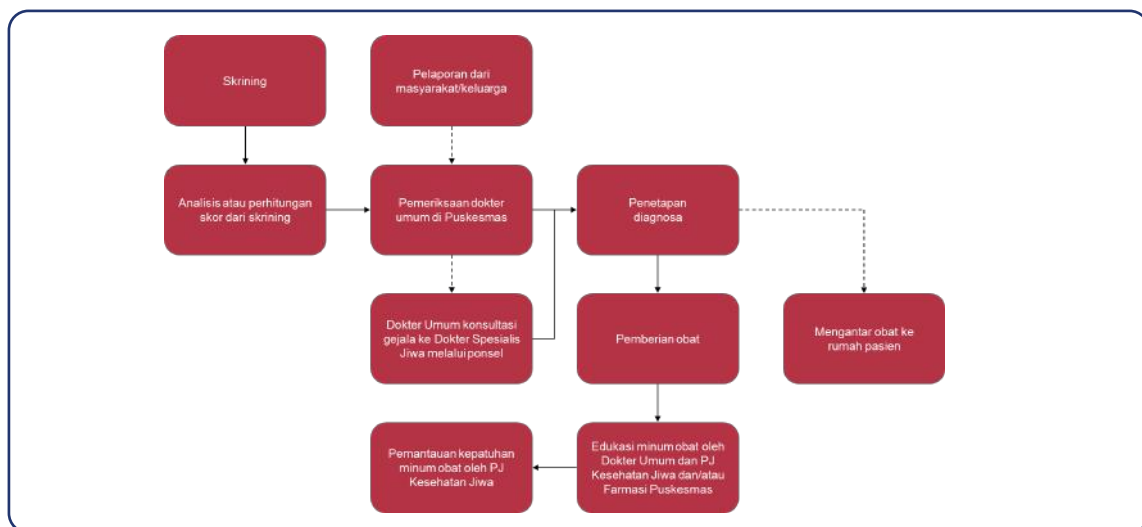 Skrining
Pelaporan dari
masyarakat/keluarga
Analisis atau perhitungan
skor dari skrining
Pemeriksaan dokter
umum di Puskesmas
Penetapan
diagnosa
Dokter Umum konsultasi
gejala ke Dokter Spesialis
Jiwa melalui ponsel
Pemberian obat
Mengantar obat ke
rumah pasien
Pemantauan kepatuhan
minum obat oleh PJ
Kesehatan Jiwa
Edukasi minum obat oleh
Dokter Umum dan PJ
Kesehatan Jiwa dan/atau
Farmasi Puskesmas